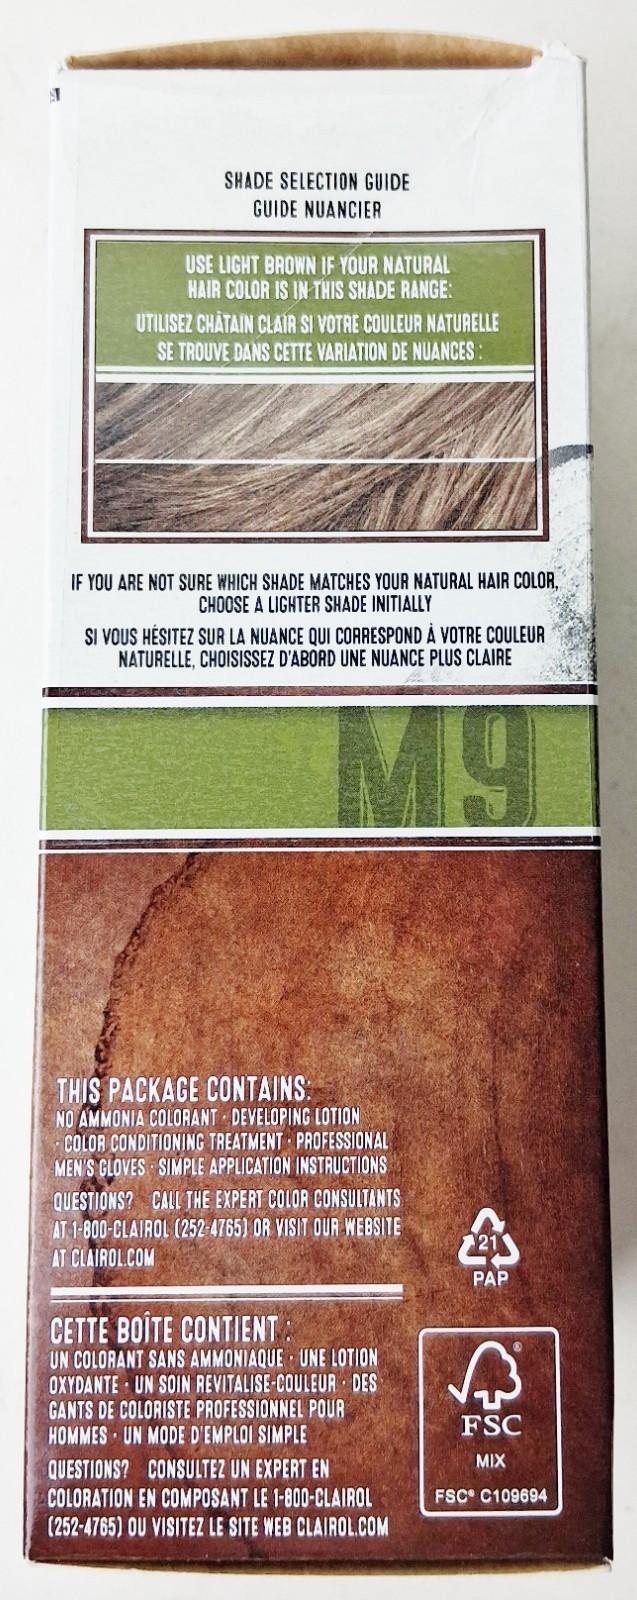 SHADE SELECTION GUIDE
GUIDE NUANCIER
USE LIGHT BROWN IF YOUR NATURAL
HAIR COLOR IS IN THIS SHADE RANGE:
UTILISEZ CHÂTAIN CLAIR SI VOTRE COULEUR NATURELLE
SE TROUVE DANS CETTE VARIATION DE NUANCES :
IF YOU ARE NOT SURE WHICH SHADE MATCHES YOUR NATURAL HAIR COLOR,
CHOOSE A LIGHTER SHADE INITIALLY
SI VOUS HÉSITEZ SUR LA NUANCE QUI CORRESPOND À VOTRE COULEUR
NATURELLE, CHOISISSEZ D'ABORD UNE NUANCE PLUS CLAIRE
M9
THIS PACKAGE CONTAINS:
NO AMMONIA COLORANT · DEVELOPING LOTION
· COLOR CONDITIONING TREATMENT · PROFESSIONAL
MEN'S GLOVES · SIMPLE APPLICATION INSTRUCTIONS
QUESTIONS? CALL THE EXPERT COLOR CONSULTANTS
AT 1-800-CLAIROL (252-4765) OR VISIT OUR WEBSITE
AT CLAIROL.COM
21
PAP
CETTE BOÎTE CONTIENT :
UN COLORANT SANS AMMONIAQUE · UNE LOTION
OXYDANTE · UN SOIN REVITALISE-COULEUR · DES
GANTS DE COLORISTE PROFESSIONNEL POUR
HOMMES · UN MODE D'EMPLOI SIMPLE
QUESTIONS? CONSULTEZ UN EXPERT EN
COLORATION EN COMPOSANT LE 1-800-CLAIROL
(252-4765) OU VISITEZ LE SITE WEB CLAIROL.COM
®
FSC
MIX
FSC® C109694